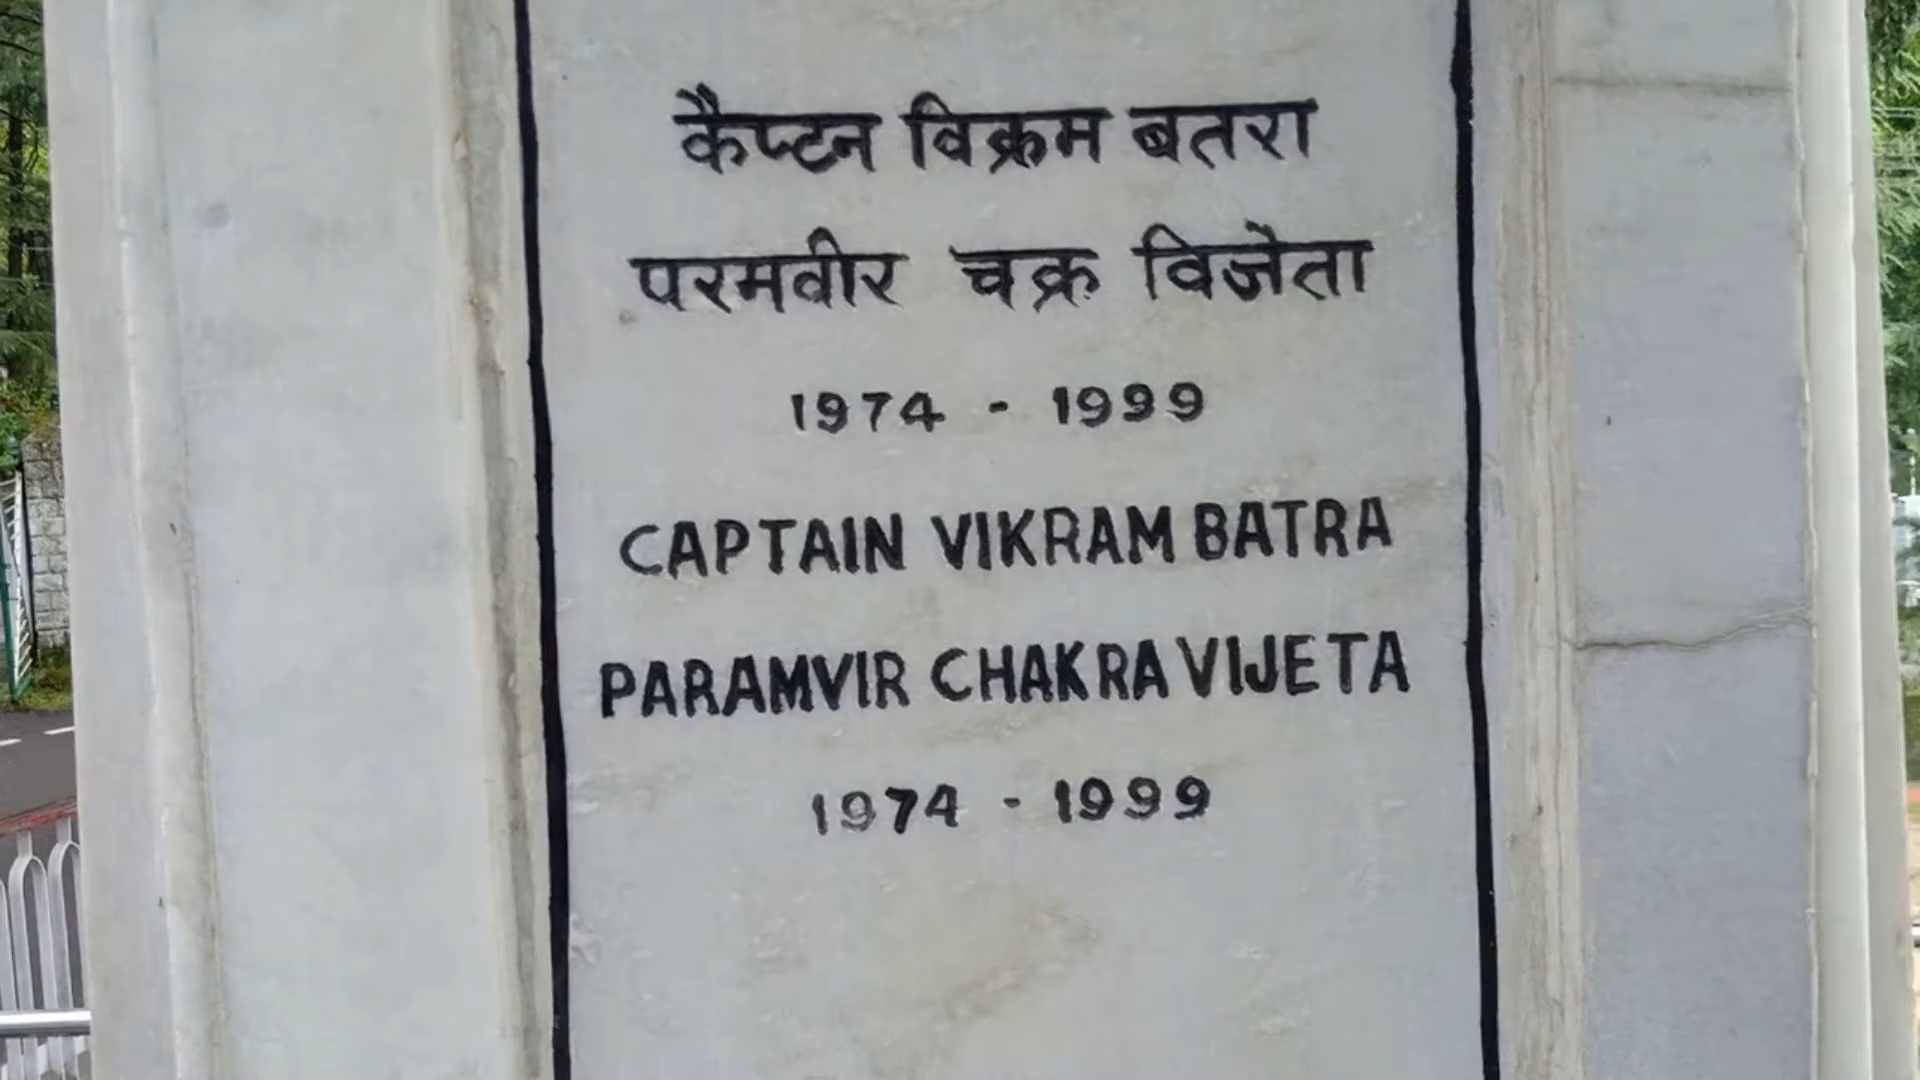 कैप्टन विक्रम बतरा
परमवीर चक्र विजेता
1974 - 1999
CAPTAIN VIKRAM BATRA
PARAMVIR CHAKRA VIJETA
1974 - 1999